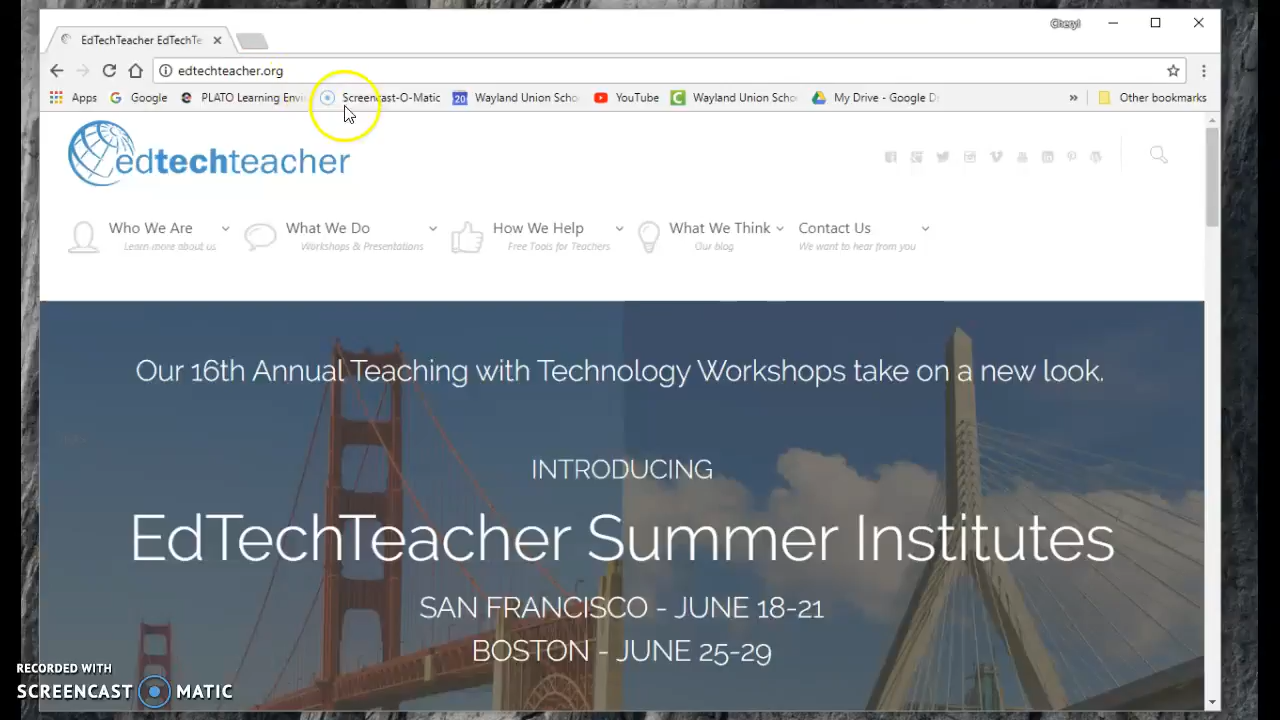 Cheryl
EdTechTeacher EdTechTe
edtechteacher.org
Apps Google PLATO Learning Envi Screencast-O-Matic Wayland Union Scho YouTube Wayland Union Scho My Drive - Google D » Other bookmarks
edtechteacher
Who We Are What We Do How We Help What We Think Contact Us
Learn more about us Workshops & Presentations Free Tools for Teachers Our blog We want to hear from you
Our 16th Annual Teaching with Technology Workshops take on a new look.
INTRODUCING
EdTechTeacher Summer Institutes
SAN FRANCISCO - JUNE 18-21
BOSTON - JUNE 25-29
RECORDED WITH
SCREENCAST MATIC